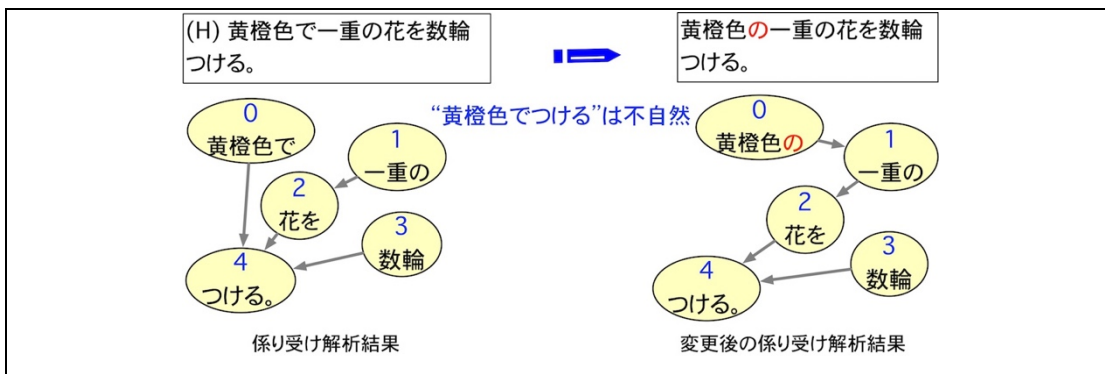 (H) 黄橙色で一重の花を数輪
つける。
黄橙色の一重の花を数輪
つける。
“黄橙色でつける”は不自然
0
黄橙色で
1
一重の
2
花を
3
数輪
4
つける。
係り受け解析結果
0
黄橙色の
1
一重の
2
花を
3
数輪
4
つける。
変更後の係り受け解析結果